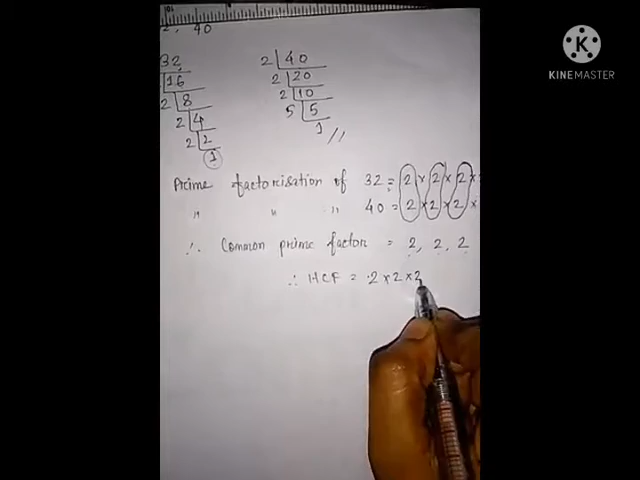 2, 40
32
16
2 8
2 4
2 2
1
2 40
2 20
2 10
5 5
1 //
Prime factorisation of 32 = 2 × 2 × 2 ×
" " " 40 = 2 × 2 × 2 ×
∴ Common prime factor = 2, 2, 2
∴ HCF = 2 × 2 × 2
KINEMASTER